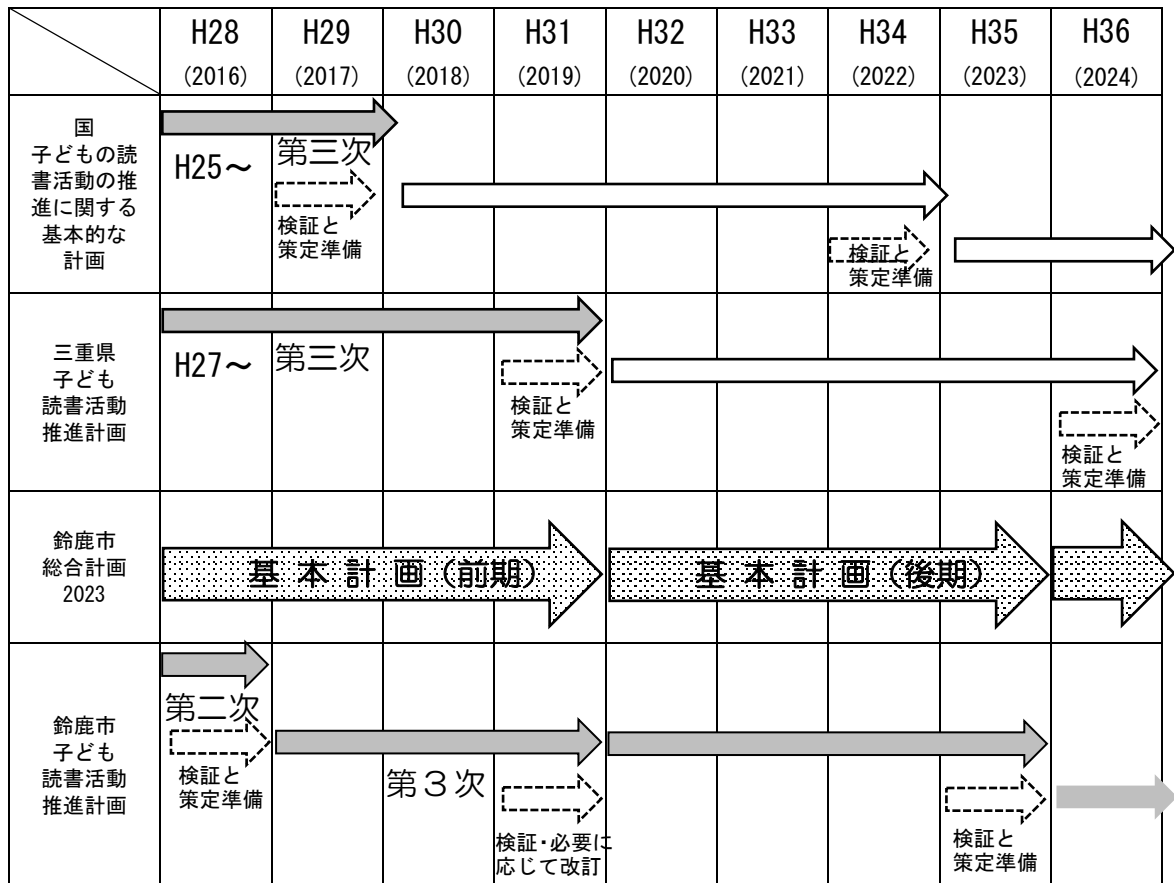 H28
H29
H30
H31
H32
H33
H34
H35
H36
(2016)
(2017)
(2018)
(2019)
(2020)
(2021)
(2022)
(2023)
(2024)
国
子どもの読
書活動の推
進に関する
基本的な
計画
H25～
第三次
検証と
策定準備
検証と
策定準備
三重県
子ども
読書活動
推進計画
H27～
第三次
検証と
策定準備
検証と
策定準備
鈴鹿市
総合計画
2023
基本計画(前期)
基本計画(後期)
鈴鹿市
子ども
読書活動
推進計画
第二次
検証と
策定準備
第３次
検証・必要に
応じて改訂
検証と
策定準備